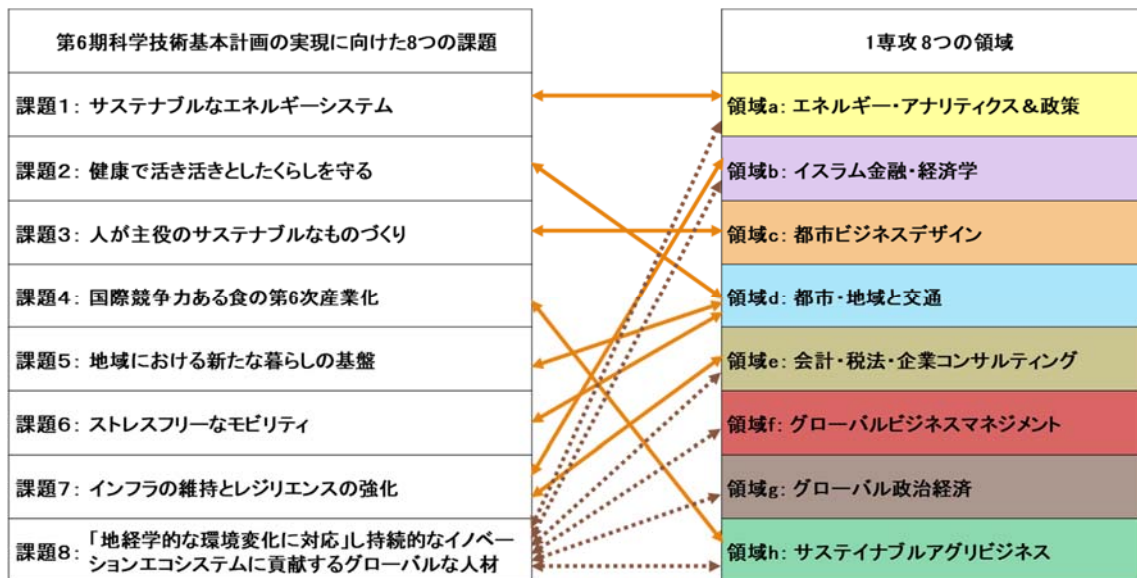 第6期科学技術基本計画の実現に向けた8つの課題
課題1: サステナブルなエネルギーシステム
課題2: 健康で活き活きとしたくらしを守る
課題3: 人が主役のサステナブルなものづくり
課題4: 国際競争力ある食の第6次産業化
課題5: 地域における新たな暮らしの基盤
課題6: ストレスフリーなモビリティ
課題7: インフラの維持とレジリエンスの強化
課題8: 「地経学的な環境変化に対応」し持続的なイノベー
ションエコシステムに貢献するグローバルな人材
1専攻 8つの領域
領域a: エネルギー・アナリティクス＆政策
領域b: イスラム金融・経済学
領域c: 都市ビジネスデザイン
領域d: 都市・地域と交通
領域e: 会計・税法・企業コンサルティング
領域f: グローバルビジネスマネジメント
領域g: グローバル政治経済
領域h: サステイナブルアグリビジネス